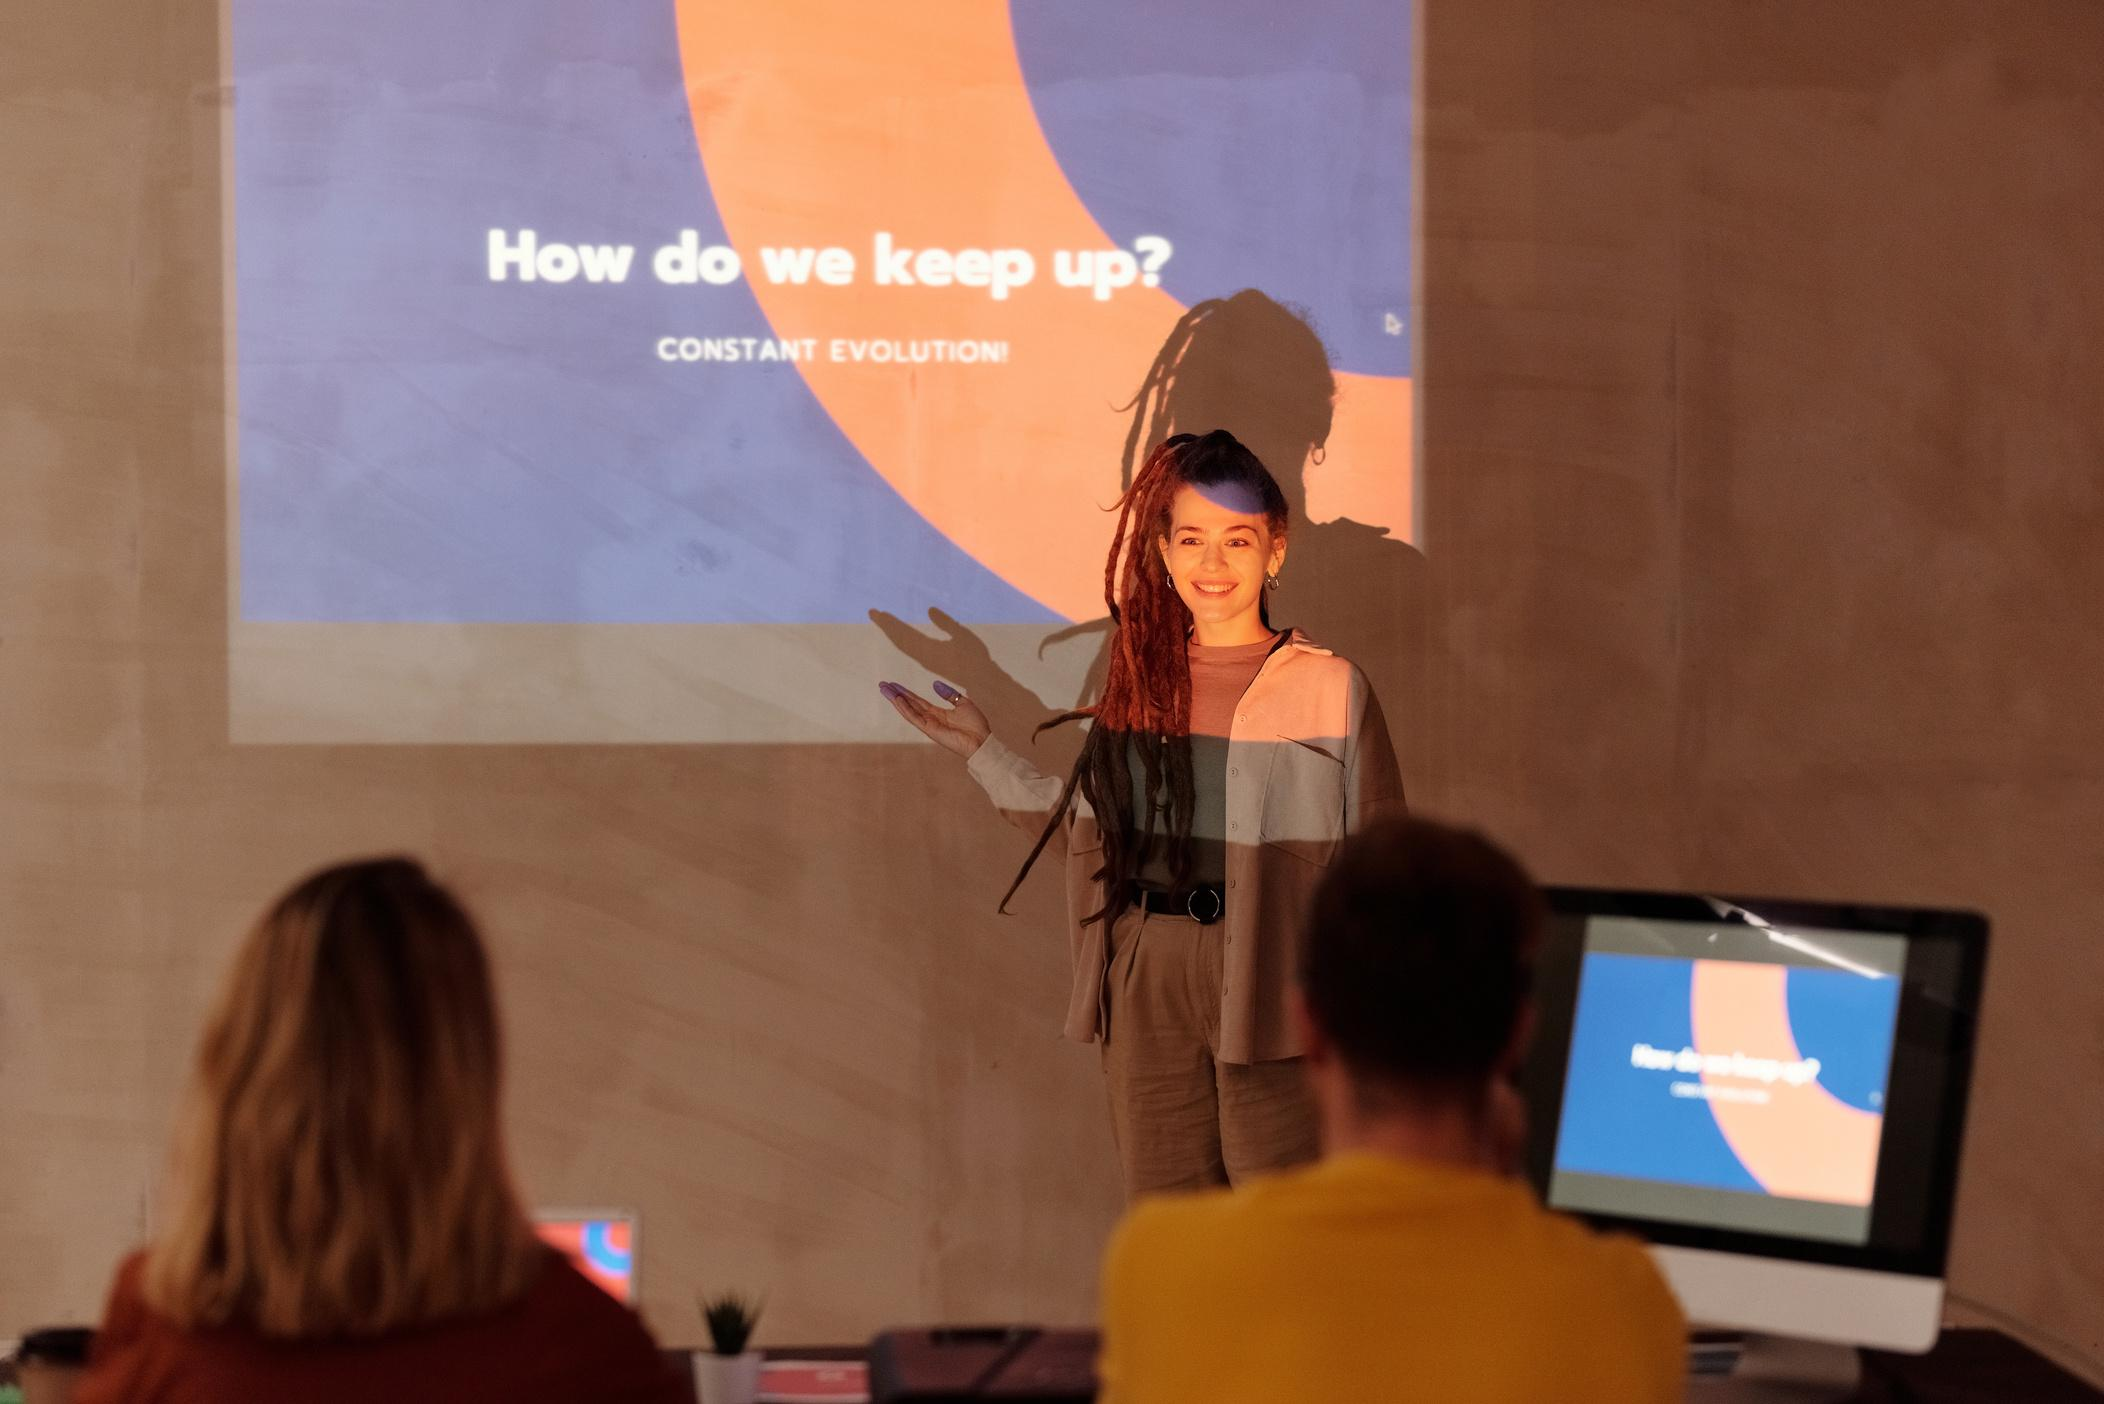 How do we keep up?
CONSTANT EVOLUTION!
How do we keep up?